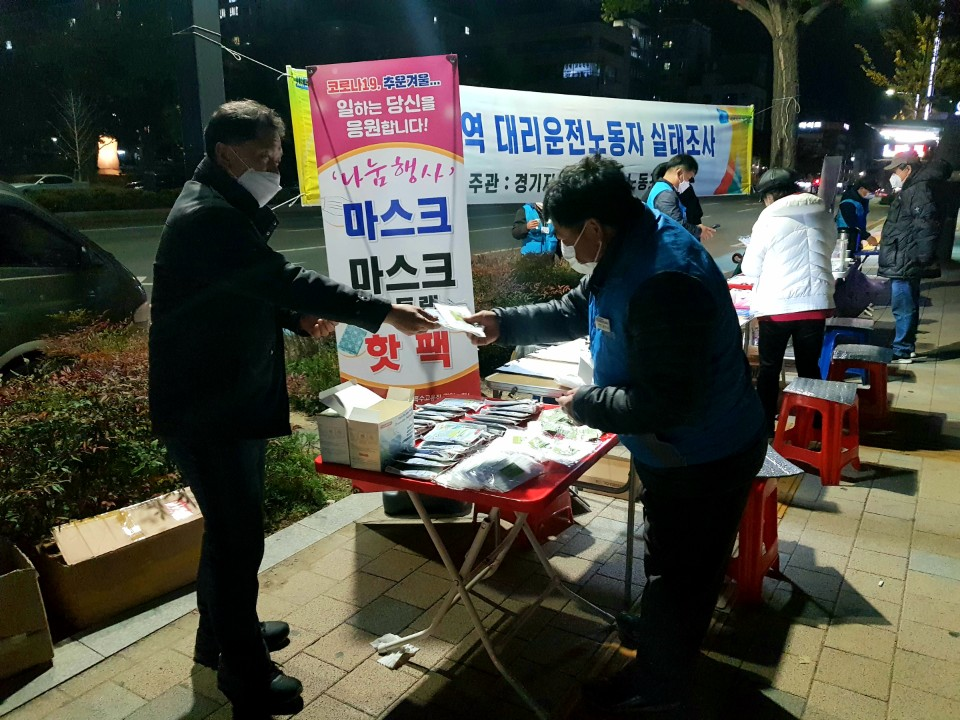 코로나19. 추운겨울...
일하는 당신을
응원합니다!
'나눔행사'
마스크
마스크
핫팩
역 대리운전노동자 실태조사
주관 : 경기지